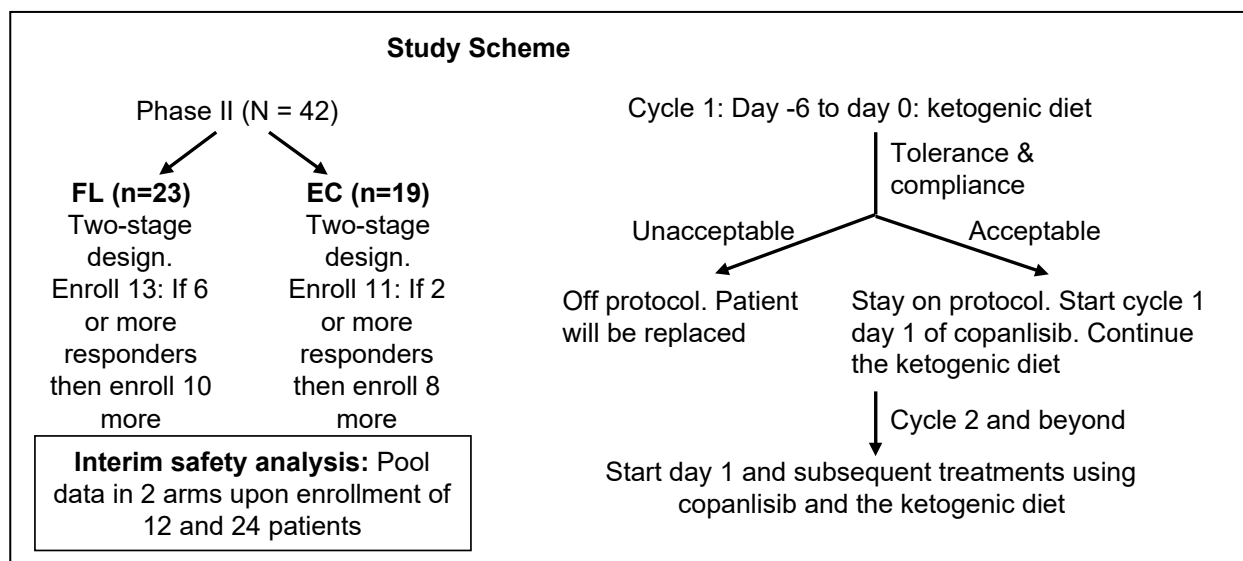 Study Scheme
Phase II (N = 42)
FL (n=23)
Two-stage
design.
Enroll 13: If 6
or more
responders
then enroll 10
more
EC (n=19)
Two-stage
design.
Enroll 11: If 2
or more
responders
then enroll 8
more
Interim safety analysis: Pool
data in 2 arms upon enrollment of
12 and 24 patients
Cycle 1: Day -6 to day 0: ketogenic diet
Tolerance &
compliance
Unacceptable
Acceptable
Off protocol. Patient
will be replaced
Stay on protocol. Start cycle 1
day 1 of copanlisib. Continue
the ketogenic diet
Cycle 2 and beyond
Start day 1 and subsequent treatments using
copanlisib and the ketogenic diet